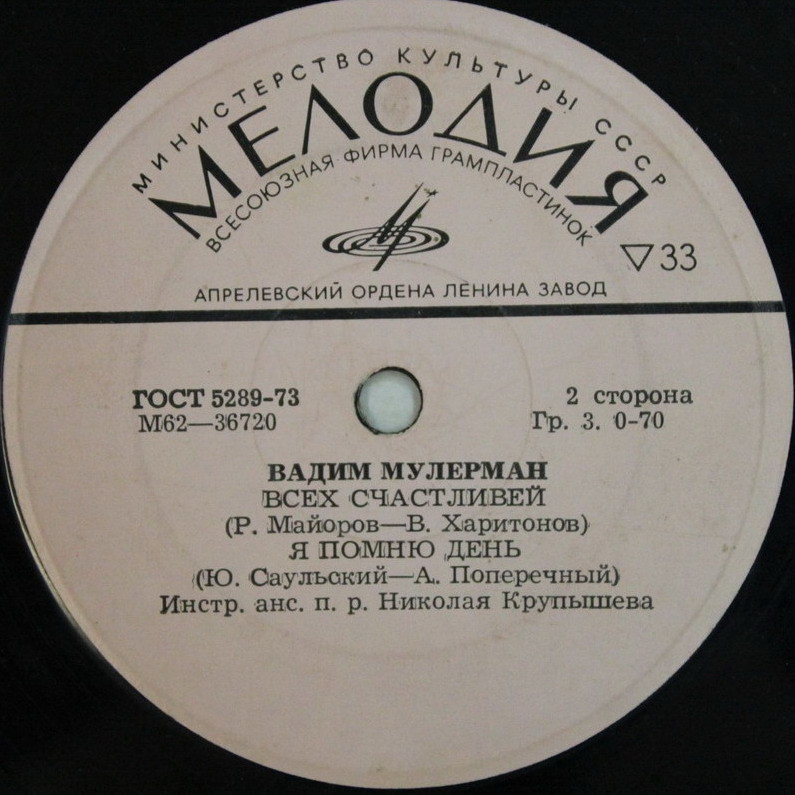 МИНИСТЕРСТВО КУЛЬТУРЫ СССР
МЕЛОДИЯ
ВСЕСОЮЗНАЯ ФИРМА ГРАМПЛАСТИНОК
▽33
АПРЕЛЕВСКИЙ ОРДЕНА ЛЕНИНА ЗАВОД
ГОСТ 5289-73
М62—36720
2 сторона
Гр. 3. 0-70
ВАДИМ МУЛЕРМАН
ВСЕХ СЧАСТЛИВЕЙ
(Р. Майоров—В. Харитонов)
Я ПОМНЮ ДЕНЬ
(Ю. Саульский—А. Поперечный)
Инстр. анс. п. р. Николая Крупышева